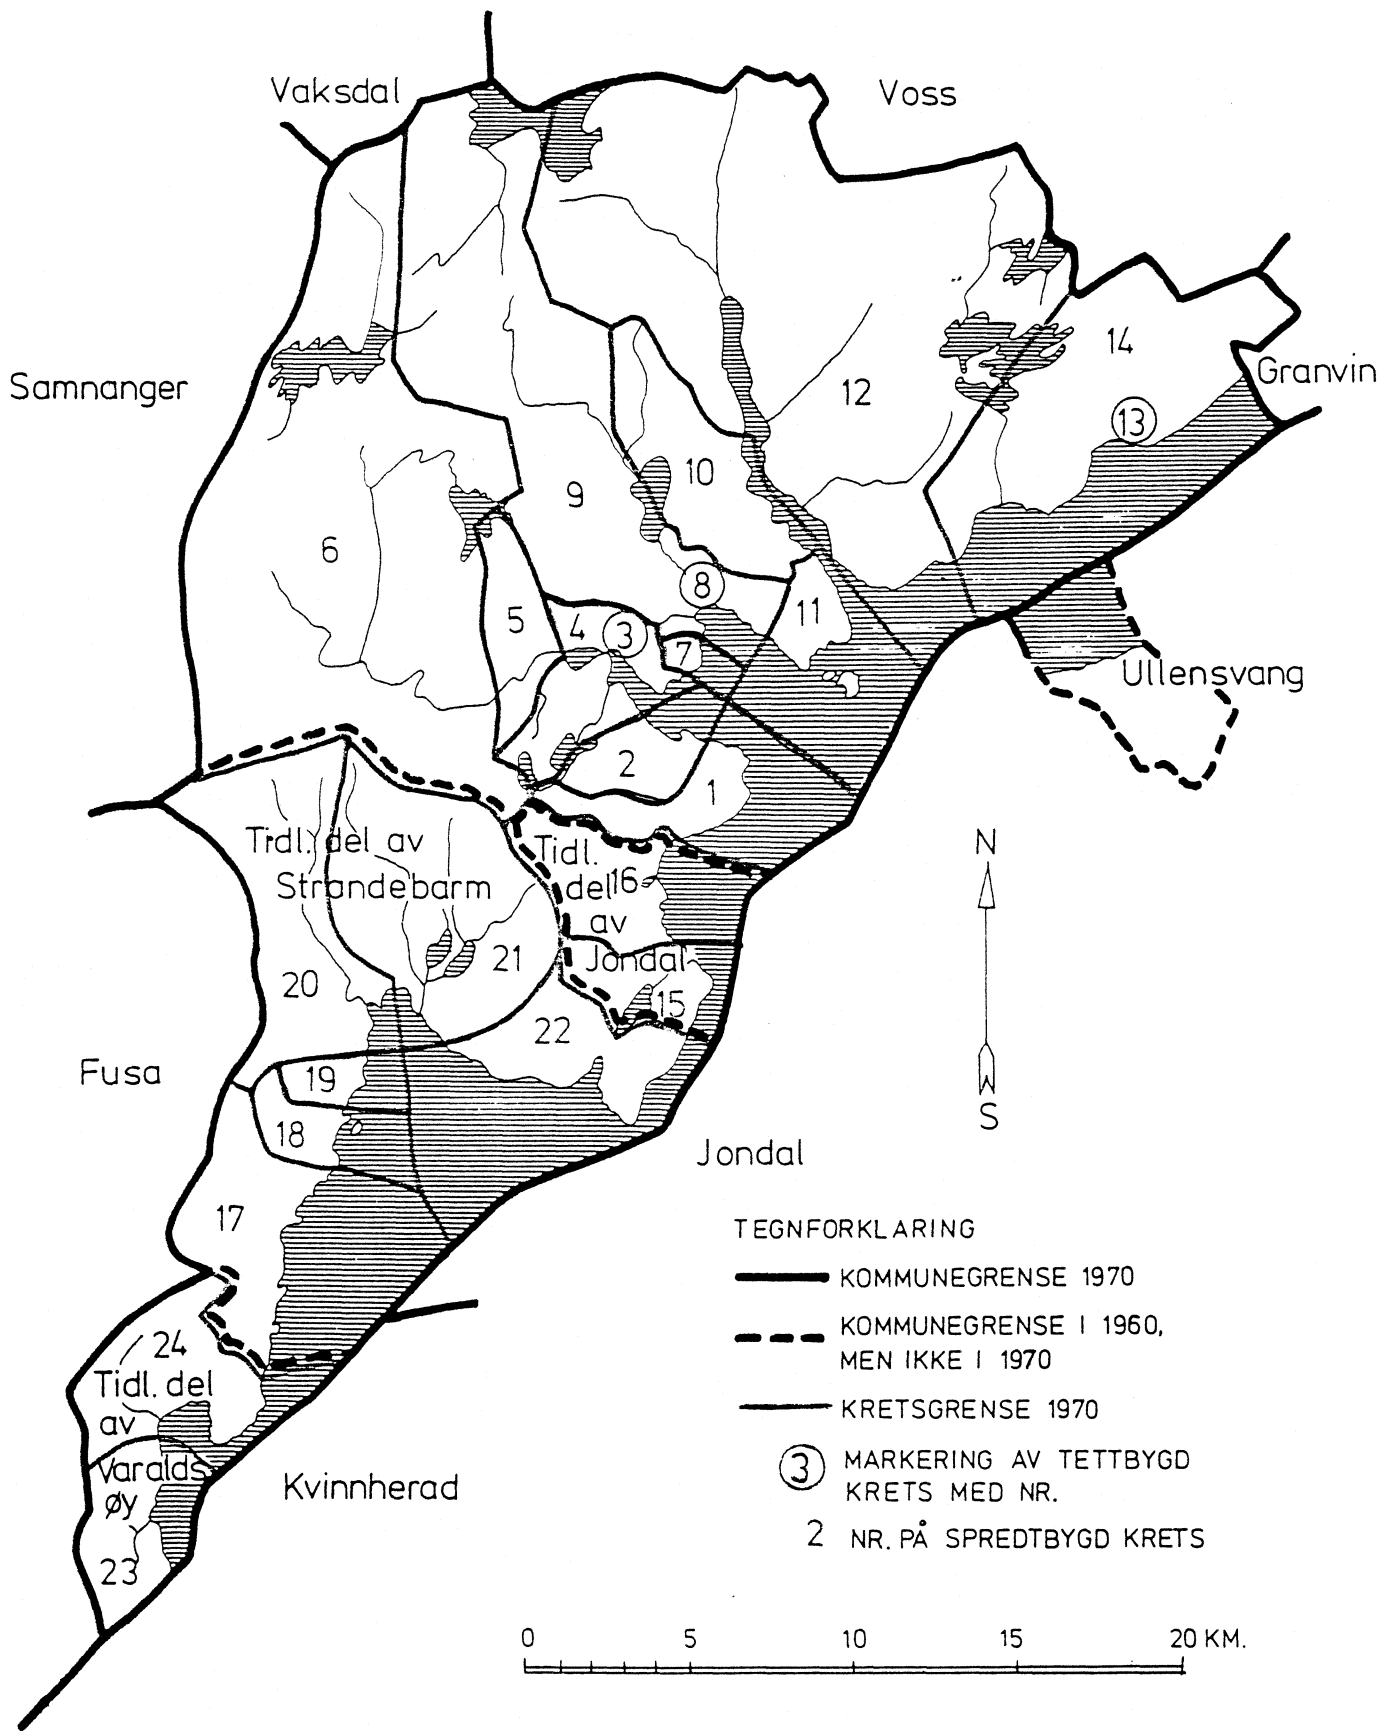 Vaksdal
Voss
Samnanger
Granvin
14
12
13
10
9
6
8
11
5
4
3
7
Ullensvang
2
1
Tidl. del av
Strandebarm
Tidl.
del
16
av
Jondal
N
S
21
20
15
22
Fusa
19
18
Jondal
17
TEGNFORKLARING
KOMMUNEGRENSE 1970
KOMMUNEGRENSE I 1960,
MEN IKKE I 1970
KRETSGRENSE 1970
3 MARKERING AV TETTBYGD
KRETS MED NR.
2 NR. PÅ SPREDTBYGD KRETS
24
Tidl. del
av
Varalds
øy
23
Kvinnherad
0 5 10 15 20 KM.